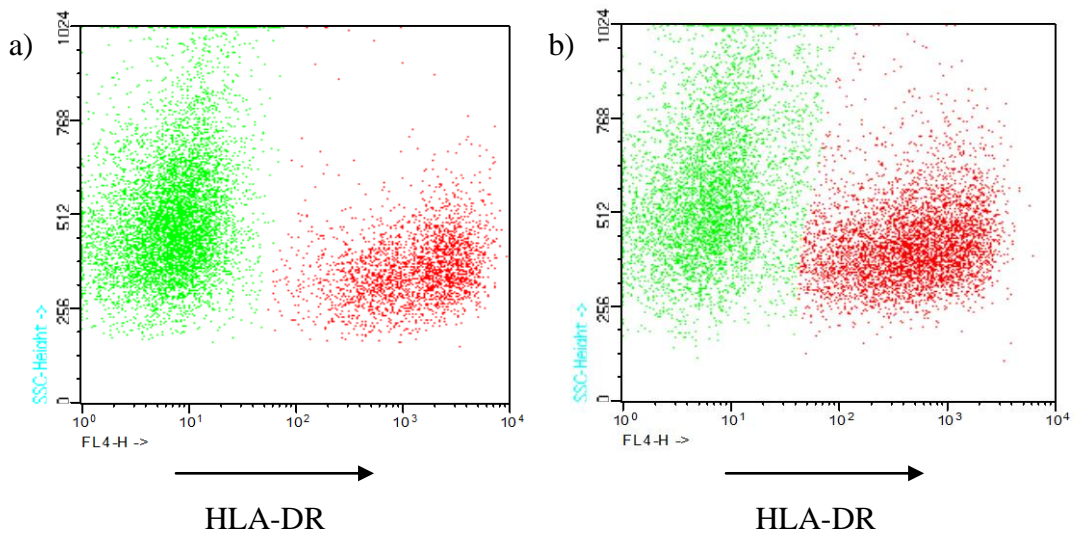 a)
SSC-Height ->
0 256 512 768 1024
10^0 10^1 10^2 10^3 10^4
FL4-H ->
HLA-DR
b)
SSC-Height ->
0 256 512 768 1024
10^0 10^1 10^2 10^3 10^4
FL4-H ->
HLA-DR